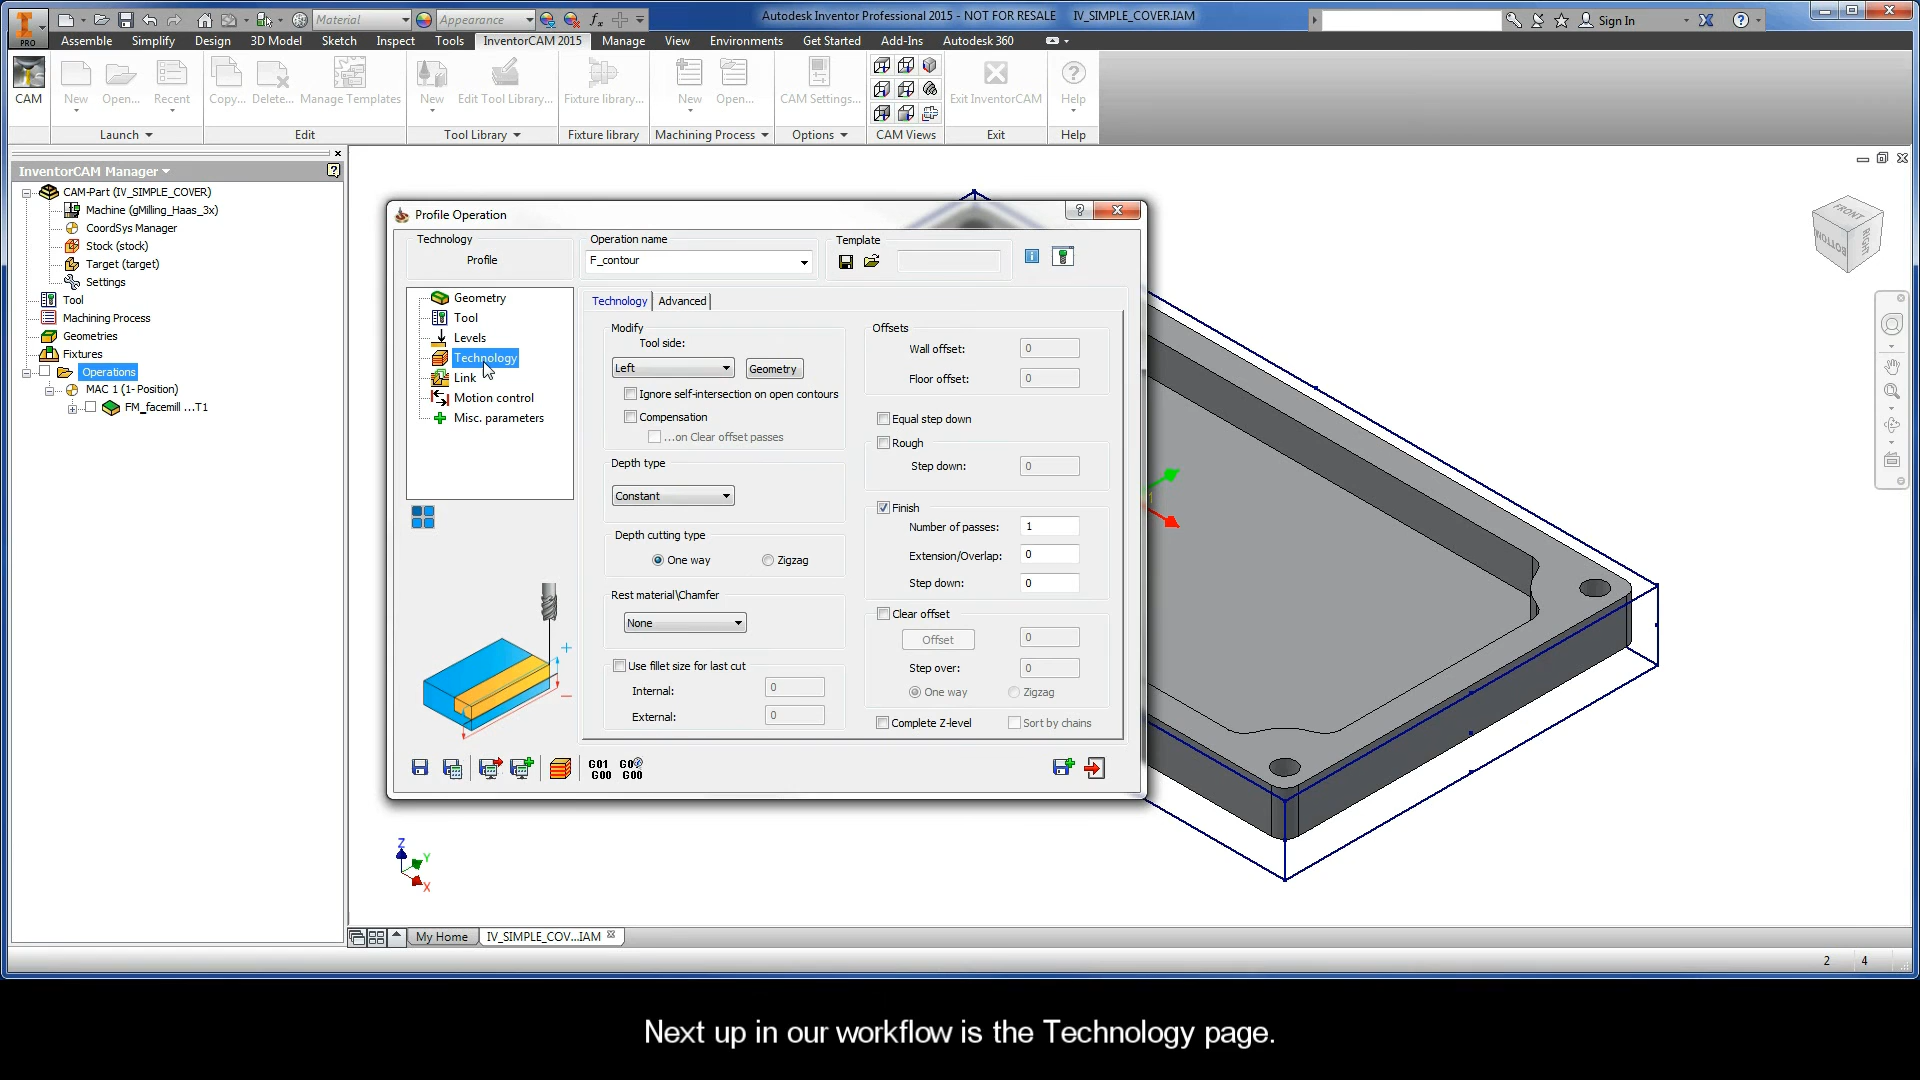 Material
Appearance
Autodesk Inventor Professional 2015 - NOT FOR RESALE IV_SIMPLE_COVER.IAM
Sign In
PRO
Assemble Simplify Design 3D Model Sketch Inspect Tools InventorCAM 2015 Manage View Environments Get Started Add-Ins Autodesk 360
CAM New Open... Recent Copy... Delete... Manage Templates New Edit Tool Library... Fixture library... New Open... CAM Settings... Exit InventorCAM Help
Launch Edit Tool Library Fixture library Machining Process Options CAM Views Exit Help
InventorCAM Manager
CAM-Part (IV_SIMPLE_COVER)
Machine (gMilling_Haas_3x)
CoordSys Manager
Stock (stock)
Target (target)
Settings
Tool
Machining Process
Geometries
Fixtures
Operations
MAC 1 (1- Position)
FM_facemill ...T1
Profile Operation
Technology
Profile
Operation name
F_contour
Template
Geometry
Tool
Levels
Technology
Link
Motion control
Misc. parameters
Technology Advanced
Modify
Tool side:
Left
Geometry
Ignore self-intersection on open contours
Compensation
...on Clear offset passes
Depth type
Constant
Depth cutting type
One way Zigzag
Rest material\Chamfer
None
Use fillet size for last cut
Internal: 0
External: 0
Offsets
Wall offset: 0
Floor offset: 0
Equal step down
Rough
Step down: 0
Finish
Number of passes: 1
Extension/Overlap: 0
Step down: 0
Clear offset
Offset 0
Step over: 0
One way Zigzag
Complete Z-level Sort by chains
G01 G00
G00 G00
FRONT
RIGHT
BOTTOM
1
Z
Y
X
My Home IV_SIMPLE_COV...IAM
2 4
Next up in our workflow is the Technology page.